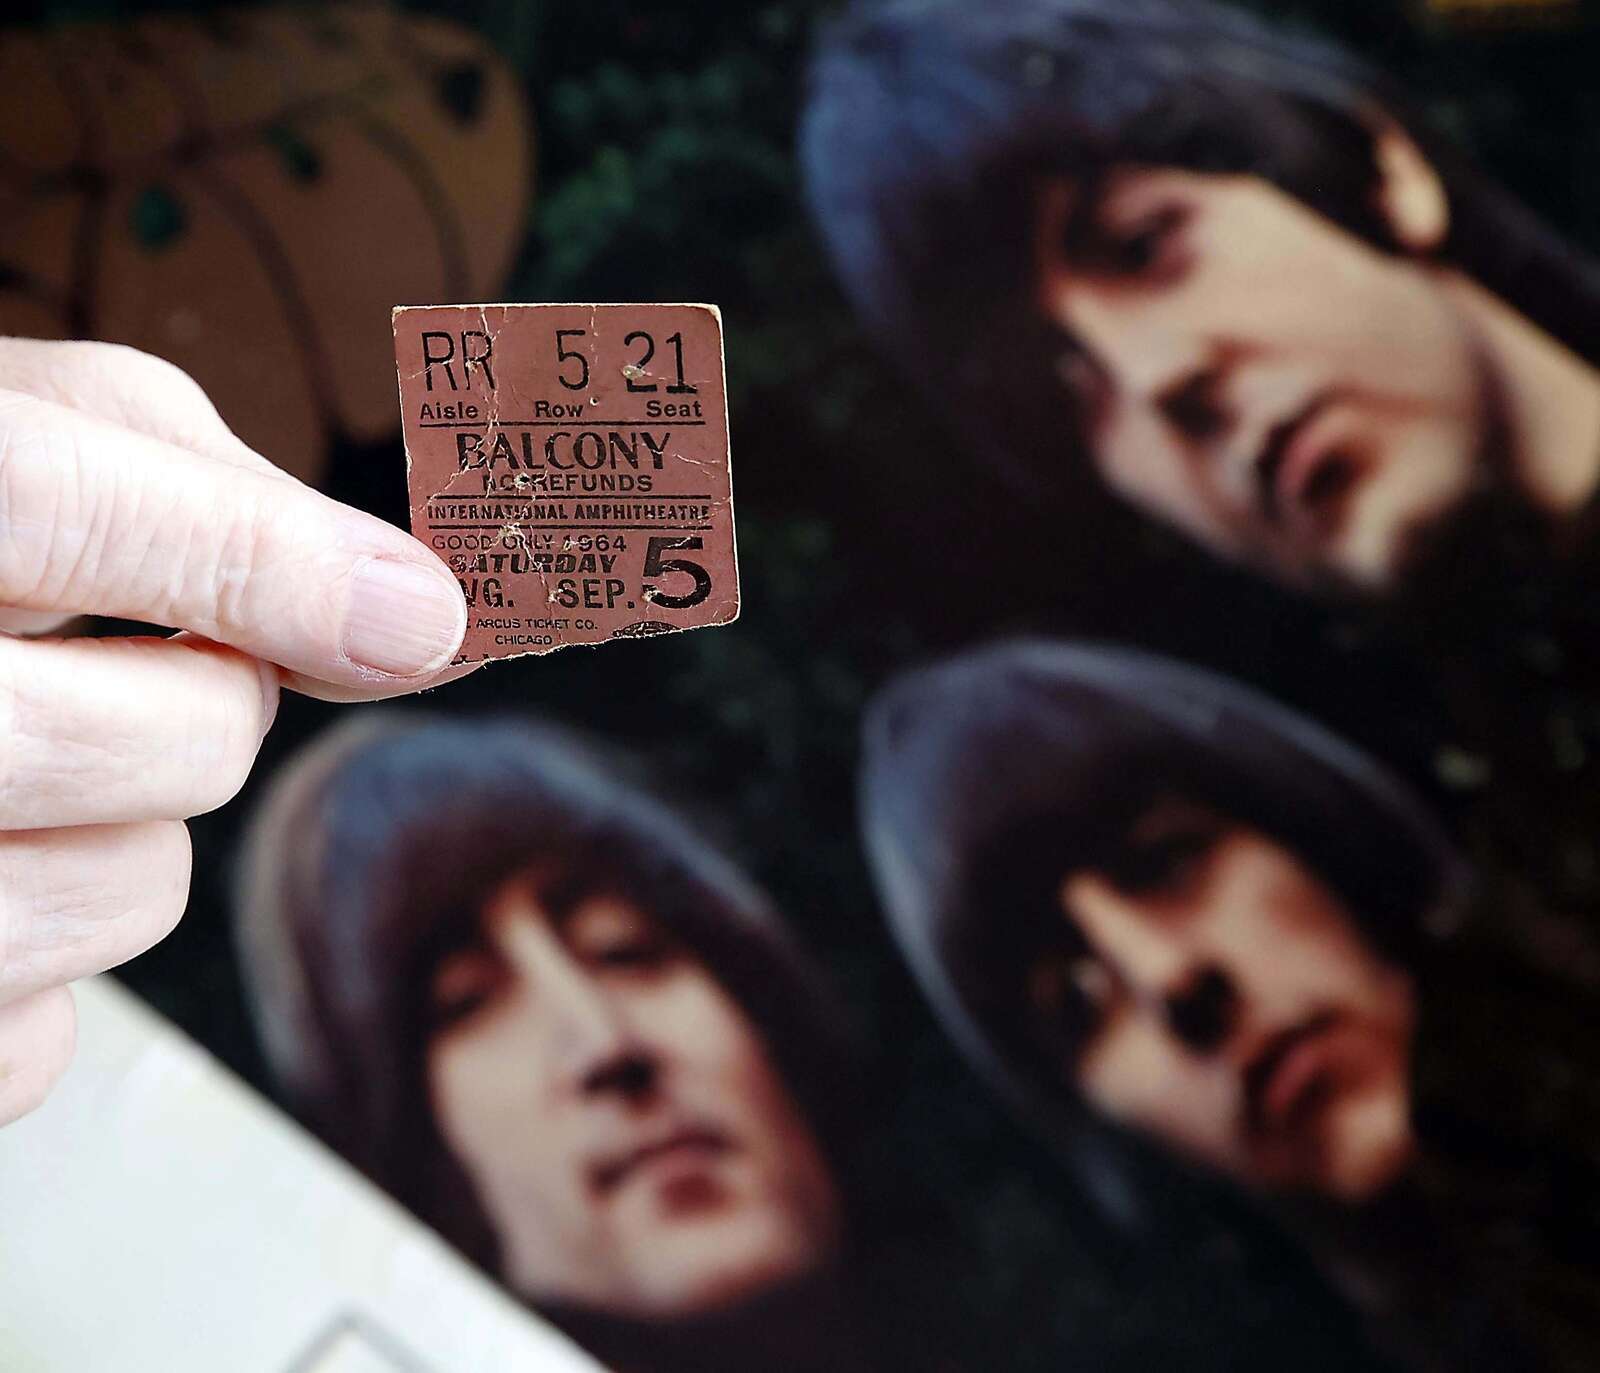 RR 5 21
Aisle Row Seat
BALCONY
NO REFUNDS
INTERNATIONAL AMPHITHEATRE
GOOD ONLY 1964
SATURDAY 5
SEP.
ARCUS TICKET CO.
CHICAGO